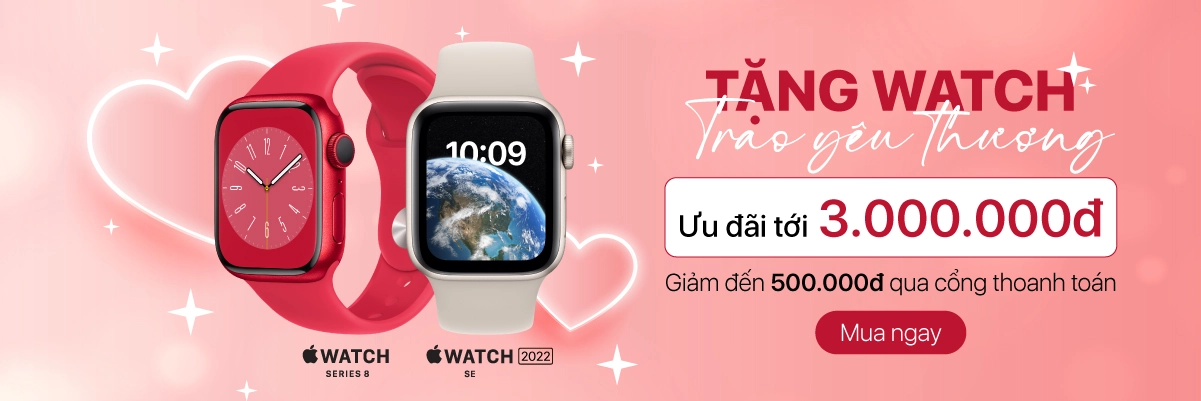 TẶNG WATCH
Trao yêu thương
Ưu đãi tới 3.000.000đ
Giảm đến 500.000đ qua cổng thoanh toán
Mua ngay
10:09
WATCH
SERIES 8
WATCH 2022
SE